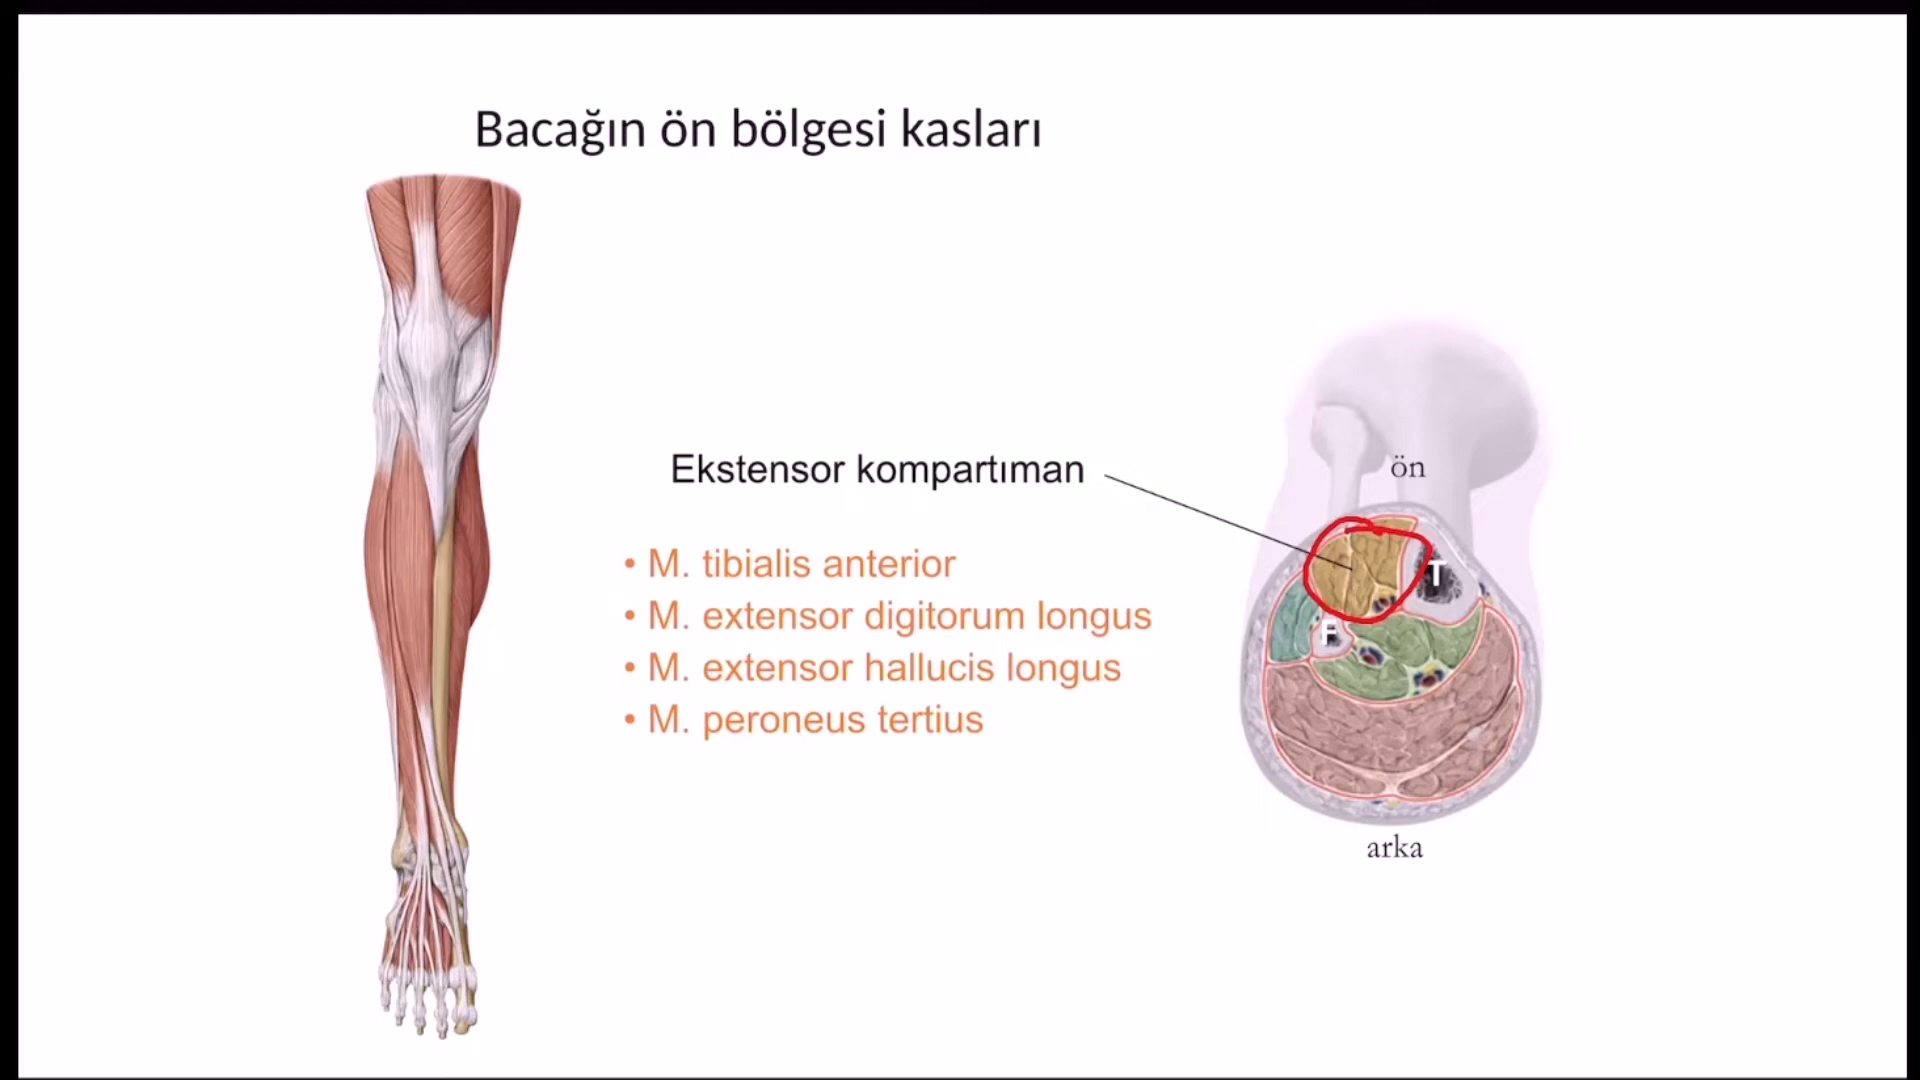 Bacağın ön bölgesi kasları
Ekstensor kompartıman
• M. tibialis anterior
• M. extensor digitorum longus
• M. extensor hallucis longus
• M. peroneus tertius
ön
T
F
arka